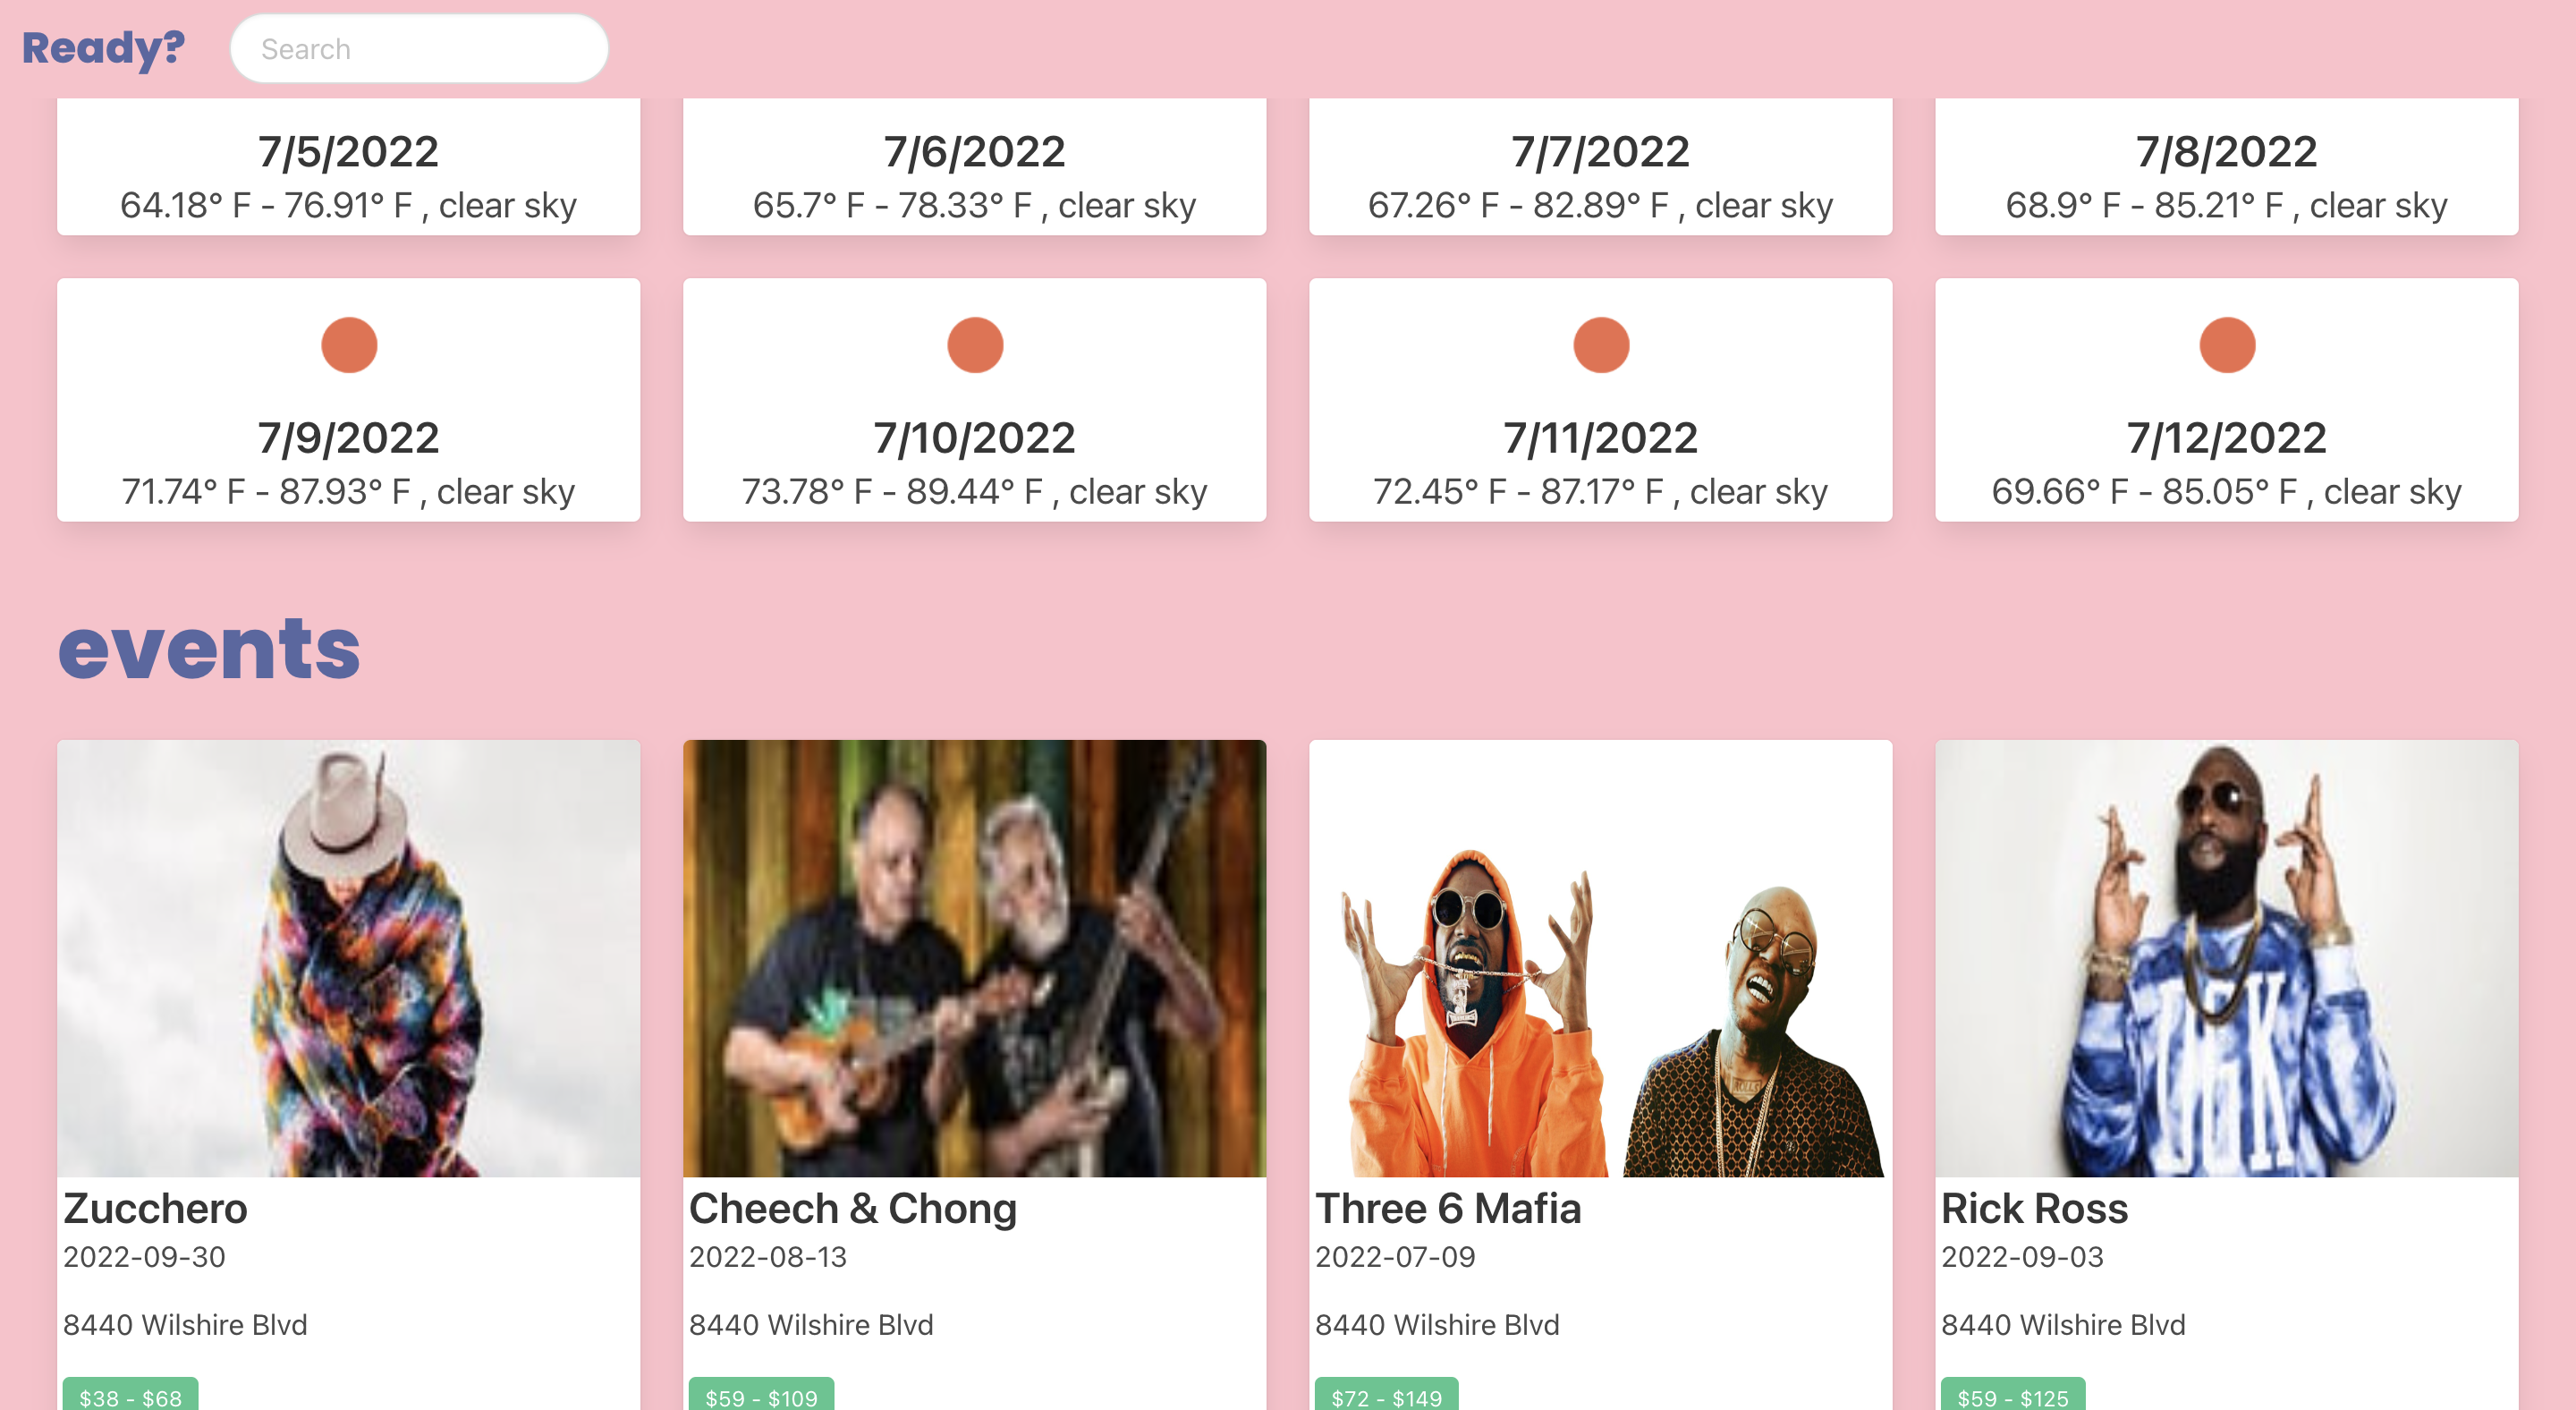 Ready?
Search
7/5/2022
64.18° F - 76.91° F , clear sky
7/6/2022
65.7° F - 78.33° F , clear sky
7/7/2022
67.26° F - 82.89° F , clear sky
7/8/2022
68.9° F - 85.21° F , clear sky
7/9/2022
71.74° F - 87.93° F , clear sky
7/10/2022
73.78° F - 89.44° F , clear sky
7/11/2022
72.45° F - 87.17° F , clear sky
7/12/2022
69.66° F - 85.05° F , clear sky
events
Zucchero
2022-09-30
8440 Wilshire Blvd
$38 - $68
Cheech & Chong
2022-08-13
8440 Wilshire Blvd
$59 - $109
Three 6 Mafia
2022-07-09
8440 Wilshire Blvd
$72 - $149
Rick Ross
2022-09-03
8440 Wilshire Blvd
$59 - $125